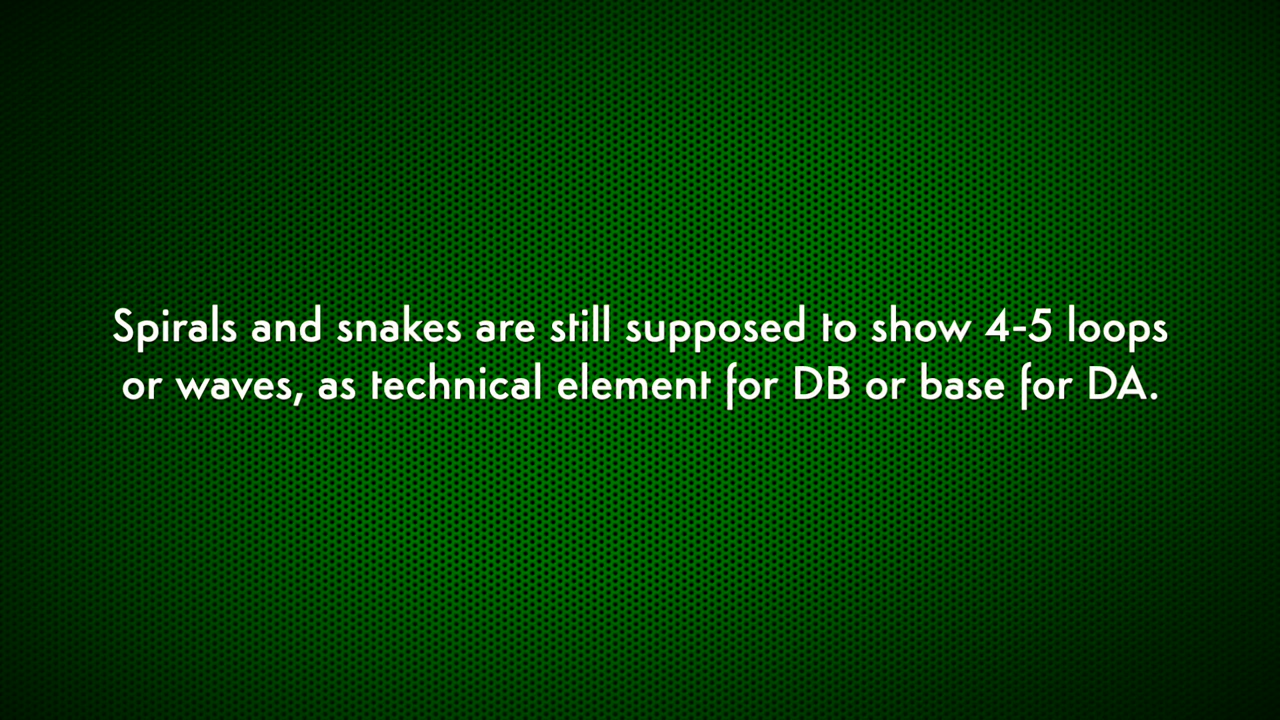 Spirals and snakes are still supposed to show 4-5 loops
or waves, as technical element for DB or base for DA.